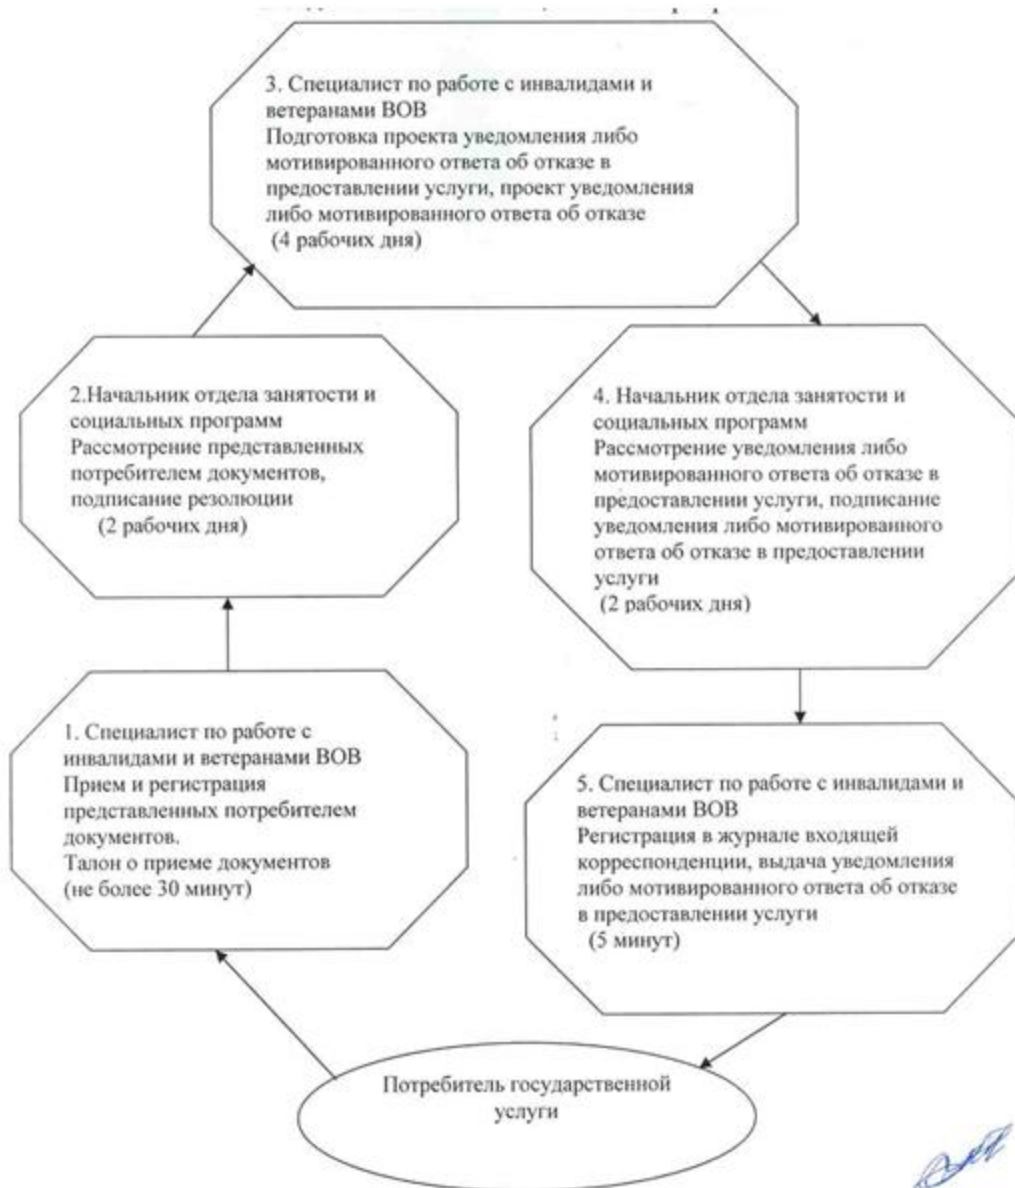 3. Специалист по работе с инвалидами и
ветеранами ВОВ
Подготовка проекта уведомления либо
мотивированного ответа об отказе в
предоставлении услуги, проект уведомления
либо мотивированного ответа об отказе
(4 рабочих дня)
2.Начальник отдела занятости и
социальных программ
Рассмотрение представленных
потребителем документов,
подписание резолюции
(2 рабочих дня)
4. Начальник отдела занятости и
социальных программ
Рассмотрение уведомления либо
мотивированного ответа об отказе в
предоставлении услуги, подписание
уведомления либо мотивированного
ответа об отказе в предоставлении
услуги
(2 рабочих дня)
1. Специалист по работе с
инвалидами и ветеранами ВОВ
Прием и регистрация
представленных потребителем
документов.
Талон о приеме документов
(не более 30 минут)
5. Специалист по работе с инвалидами и
ветеранами ВОВ
Регистрация в журнале входящей
корреспонденции, выдача уведомления
либо мотивированного ответа об отказе
в предоставлении услуги
(5 минут)
Потребитель государственной
услуги